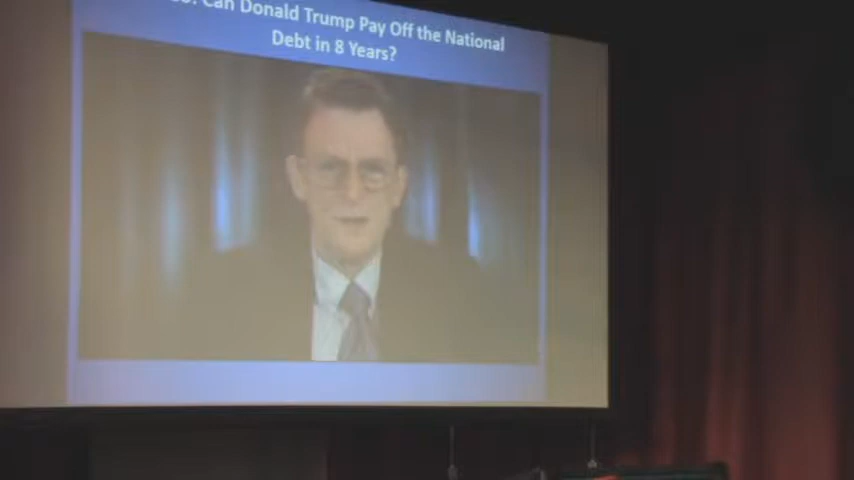 Can Donald Trump Pay Off the National
Debt in 8 Years?